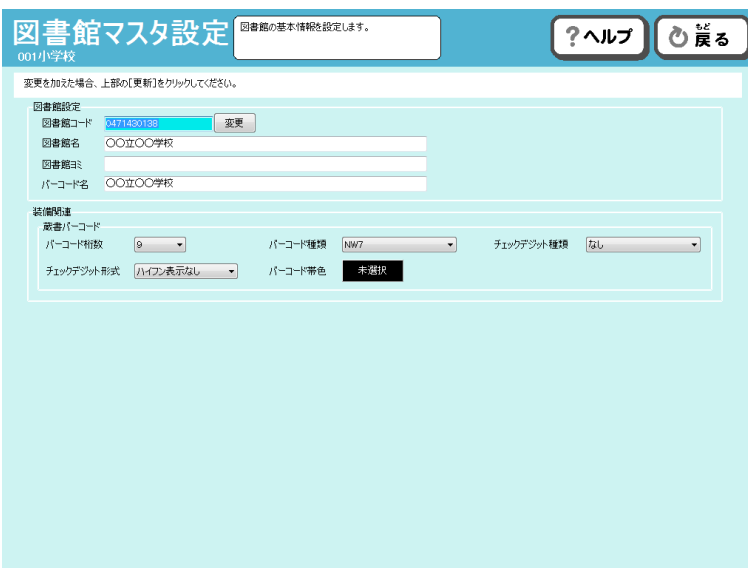 図書館マスタ設定
図書館の基本情報を設定します。
?ヘルプ
もど
戻る
001小学校
変更を加えた場合、上部の[更新]をクリックしてください。
図書館設定
図書館コード 0471430138 変更
図書館名 〇〇立〇〇学校
図書館ヨミ
バーコード名 〇〇立〇〇学校
装備関連
蔵書バーコード
バーコード桁数 9 バーコード種類 NW7 チェックデジット種類 なし
チェックデジット形式 ハイフン表示なし バーコード帯色 未選択